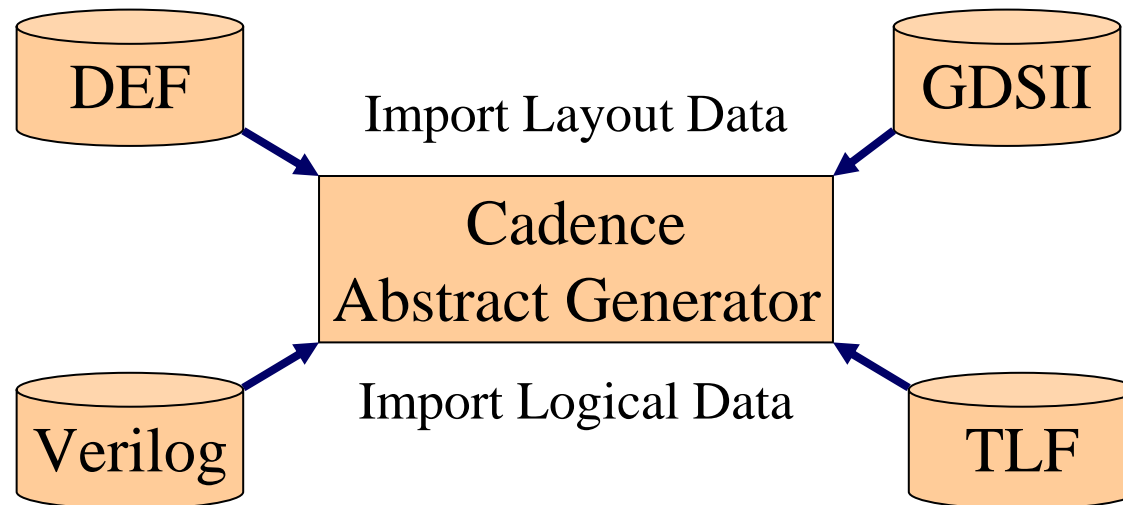 DEF
GDSII
Import Layout Data
Cadence
Abstract Generator
Import Logical Data
Verilog
TLF